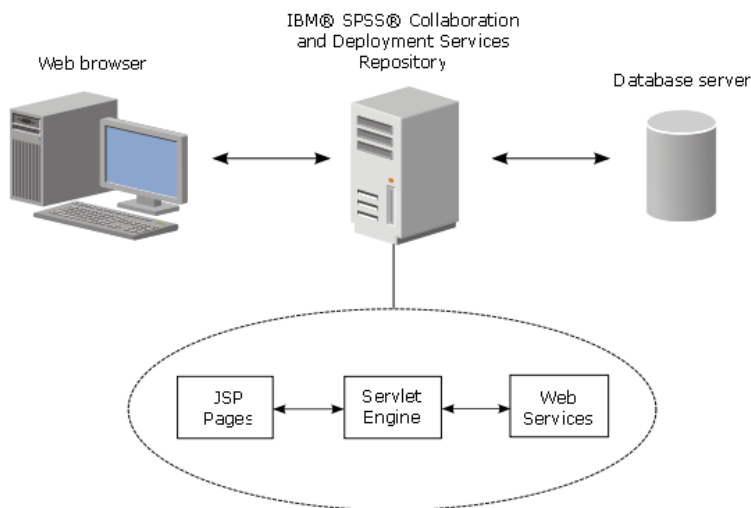 IBM® SPSS® Collaboration
and Deployment Services
Repository
Web browser
Database server
JSP
Pages
Servlet
Engine
Web
Services